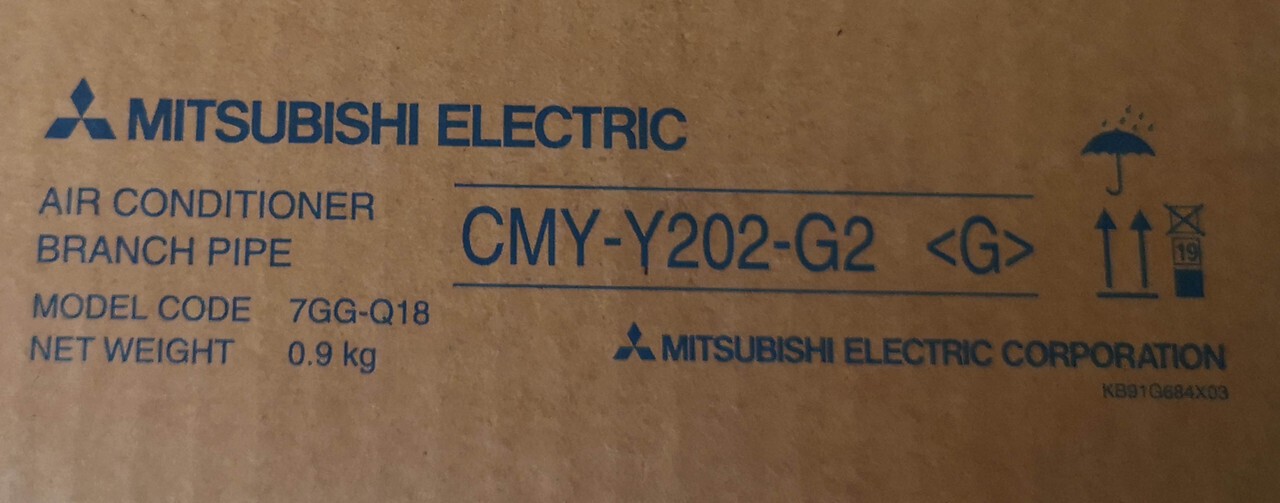 MITSUBISHI ELECTRIC
AIR CONDITIONER
BRANCH PIPE
CMY-Y202-G2 <G>
MODEL CODE 7GG-Q18
NET WEIGHT 0.9 kg
19
MITSUBISHI ELECTRIC CORPORATION
KB91G684X03